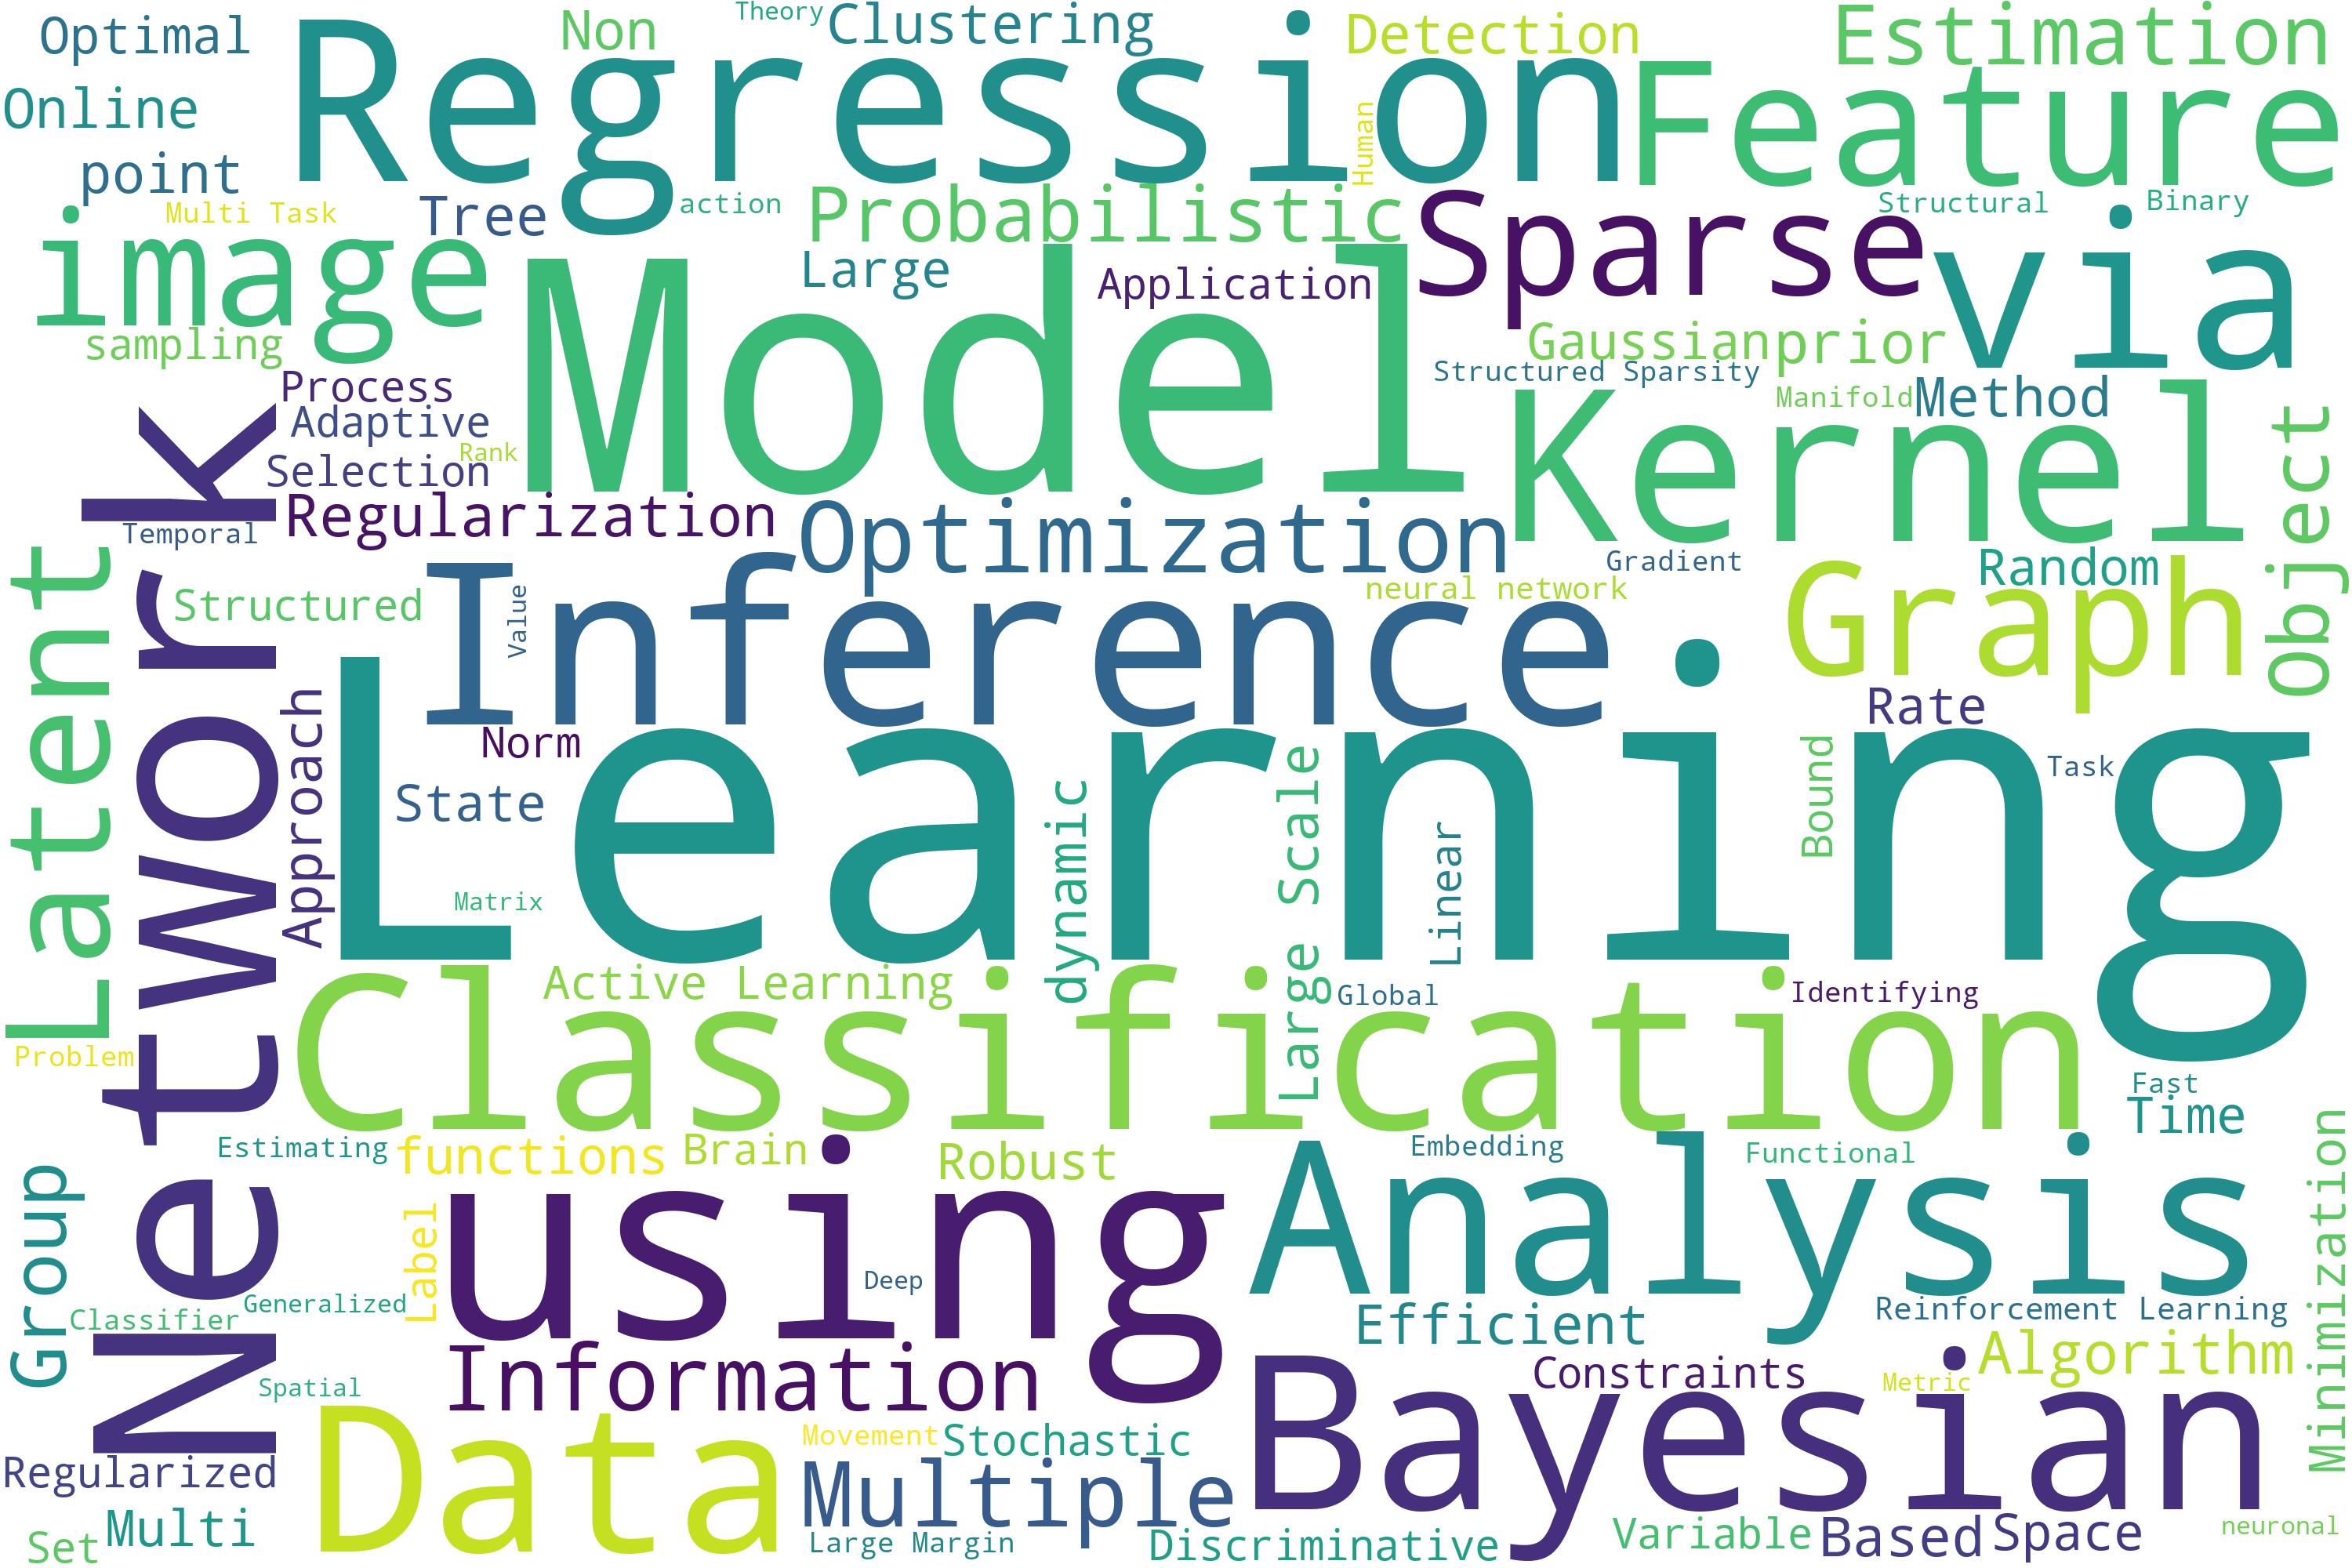 Optimal
Non
Theory
Clustering
Detection
Estimation
Online
Regression
Human
Feature
point
Multi Task
Tree
action
Probabilistic
Sparse
Structural
Binary
image
Large
Application
via
sampling
Model
Gaussian
prior
Process
Structured Sparsity
Manifold
Method
Adaptive
Rank
Kernel
Object
Selection
Regularization
Optimization
Temporal
Gradient
Random
neural network
Graph
Latent
Network
Structured
Value
Inference
Rate
Approach
Norm
Learning
Bound
Task
State
dynamic
Large Scale
Linear
Matrix
Active Learning
Global
Identifying
Classification
Problem
Fast
Time
Estimating
functions
Brain
Robust
Embedding
Functional
Minimization
Group
Label
using
Analysis
Deep
Generalized
Classifier
Efficient
Reinforcement Learning
Information
Constraints
Algorithm
Spatial
Metric
Data
Movement
Stochastic
Bayesian
Regularized
Multiple
Multi
Set
Large Margin
Discriminative
Variable
Based
Space
neuronal